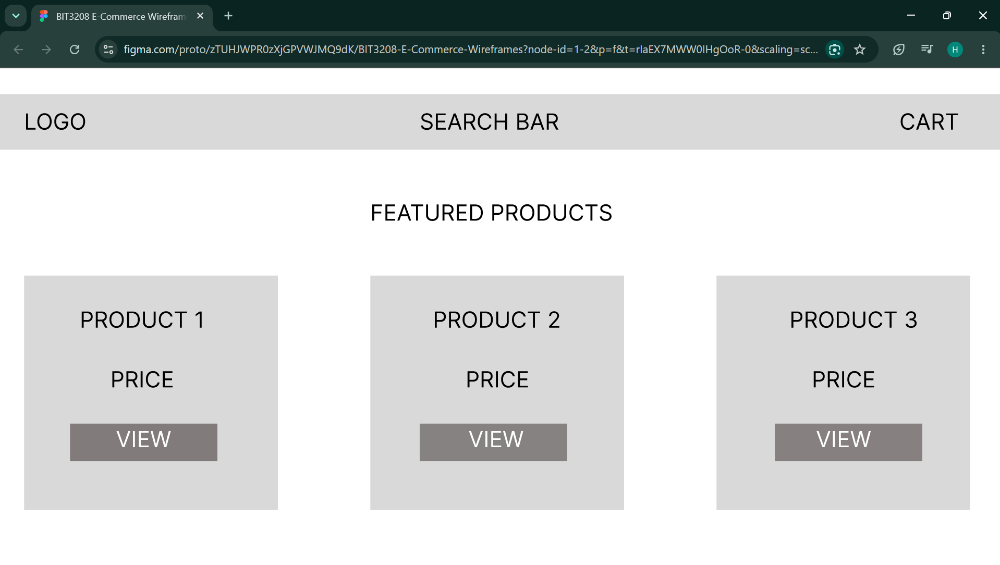 BIT3208 E-Commerce Wirefram
figma.com/proto/zTUHJWPR0zXjGPVWJMQ9dK/BIT3208-E-Commerce-Wireframes?node-id=1-2&p=f&t=rIaEX7MWW0IHgOoR-0&scaling=sc...
H
LOGO SEARCH BAR CART
FEATURED PRODUCTS
PRODUCT 1 PRODUCT 2 PRODUCT 3
PRICE PRICE PRICE
VIEW VIEW VIEW